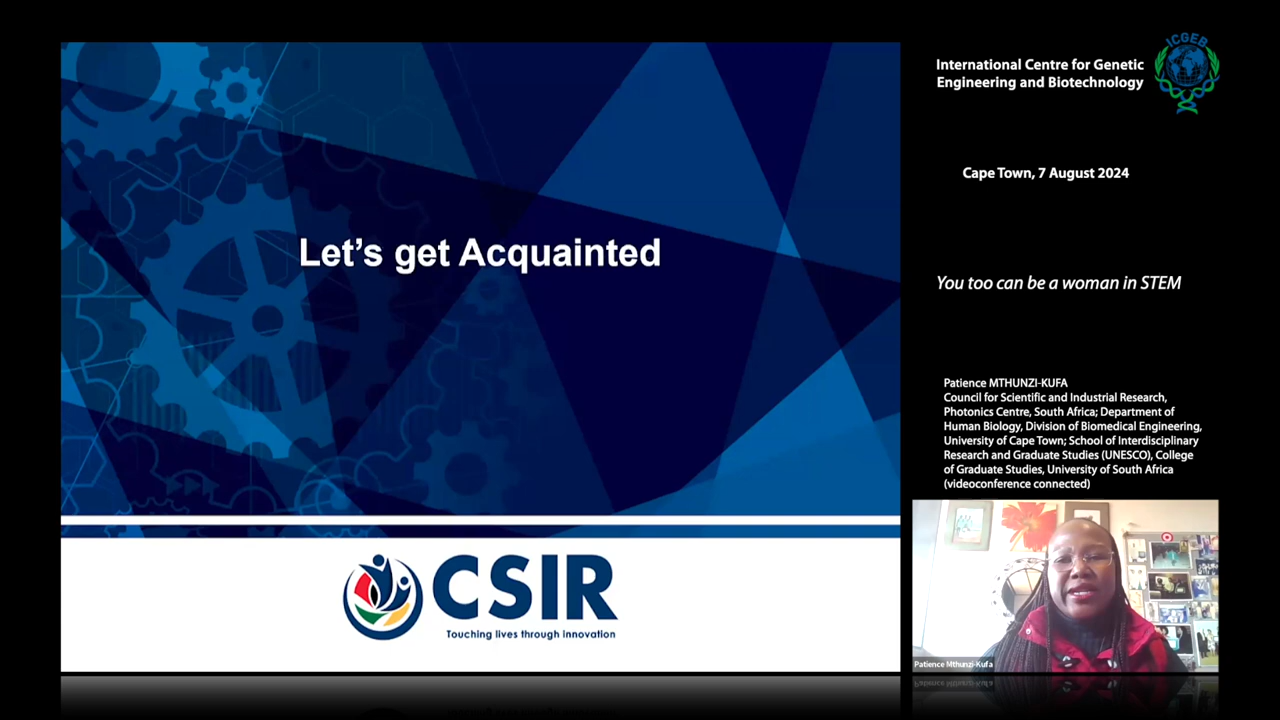 Let's get Acquainted
CSIR
Touching lives through innovation
ICGEB
International Centre for Genetic
Engineering and Biotechnology
Cape Town, 7 August 2024
You too can be a woman in STEM
Patience MTHUNZI-KUFA
Council for Scientific and Industrial Research,
Photonics Centre, South Africa; Department of
Human Biology, Division of Biomedical Engineering,
University of Cape Town; School of Interdisciplinary
Research and Graduate Studies (UNESCO), College
of Graduate Studies, University of South Africa
(videoconference connected)
Patience Mthunzi-Kufa